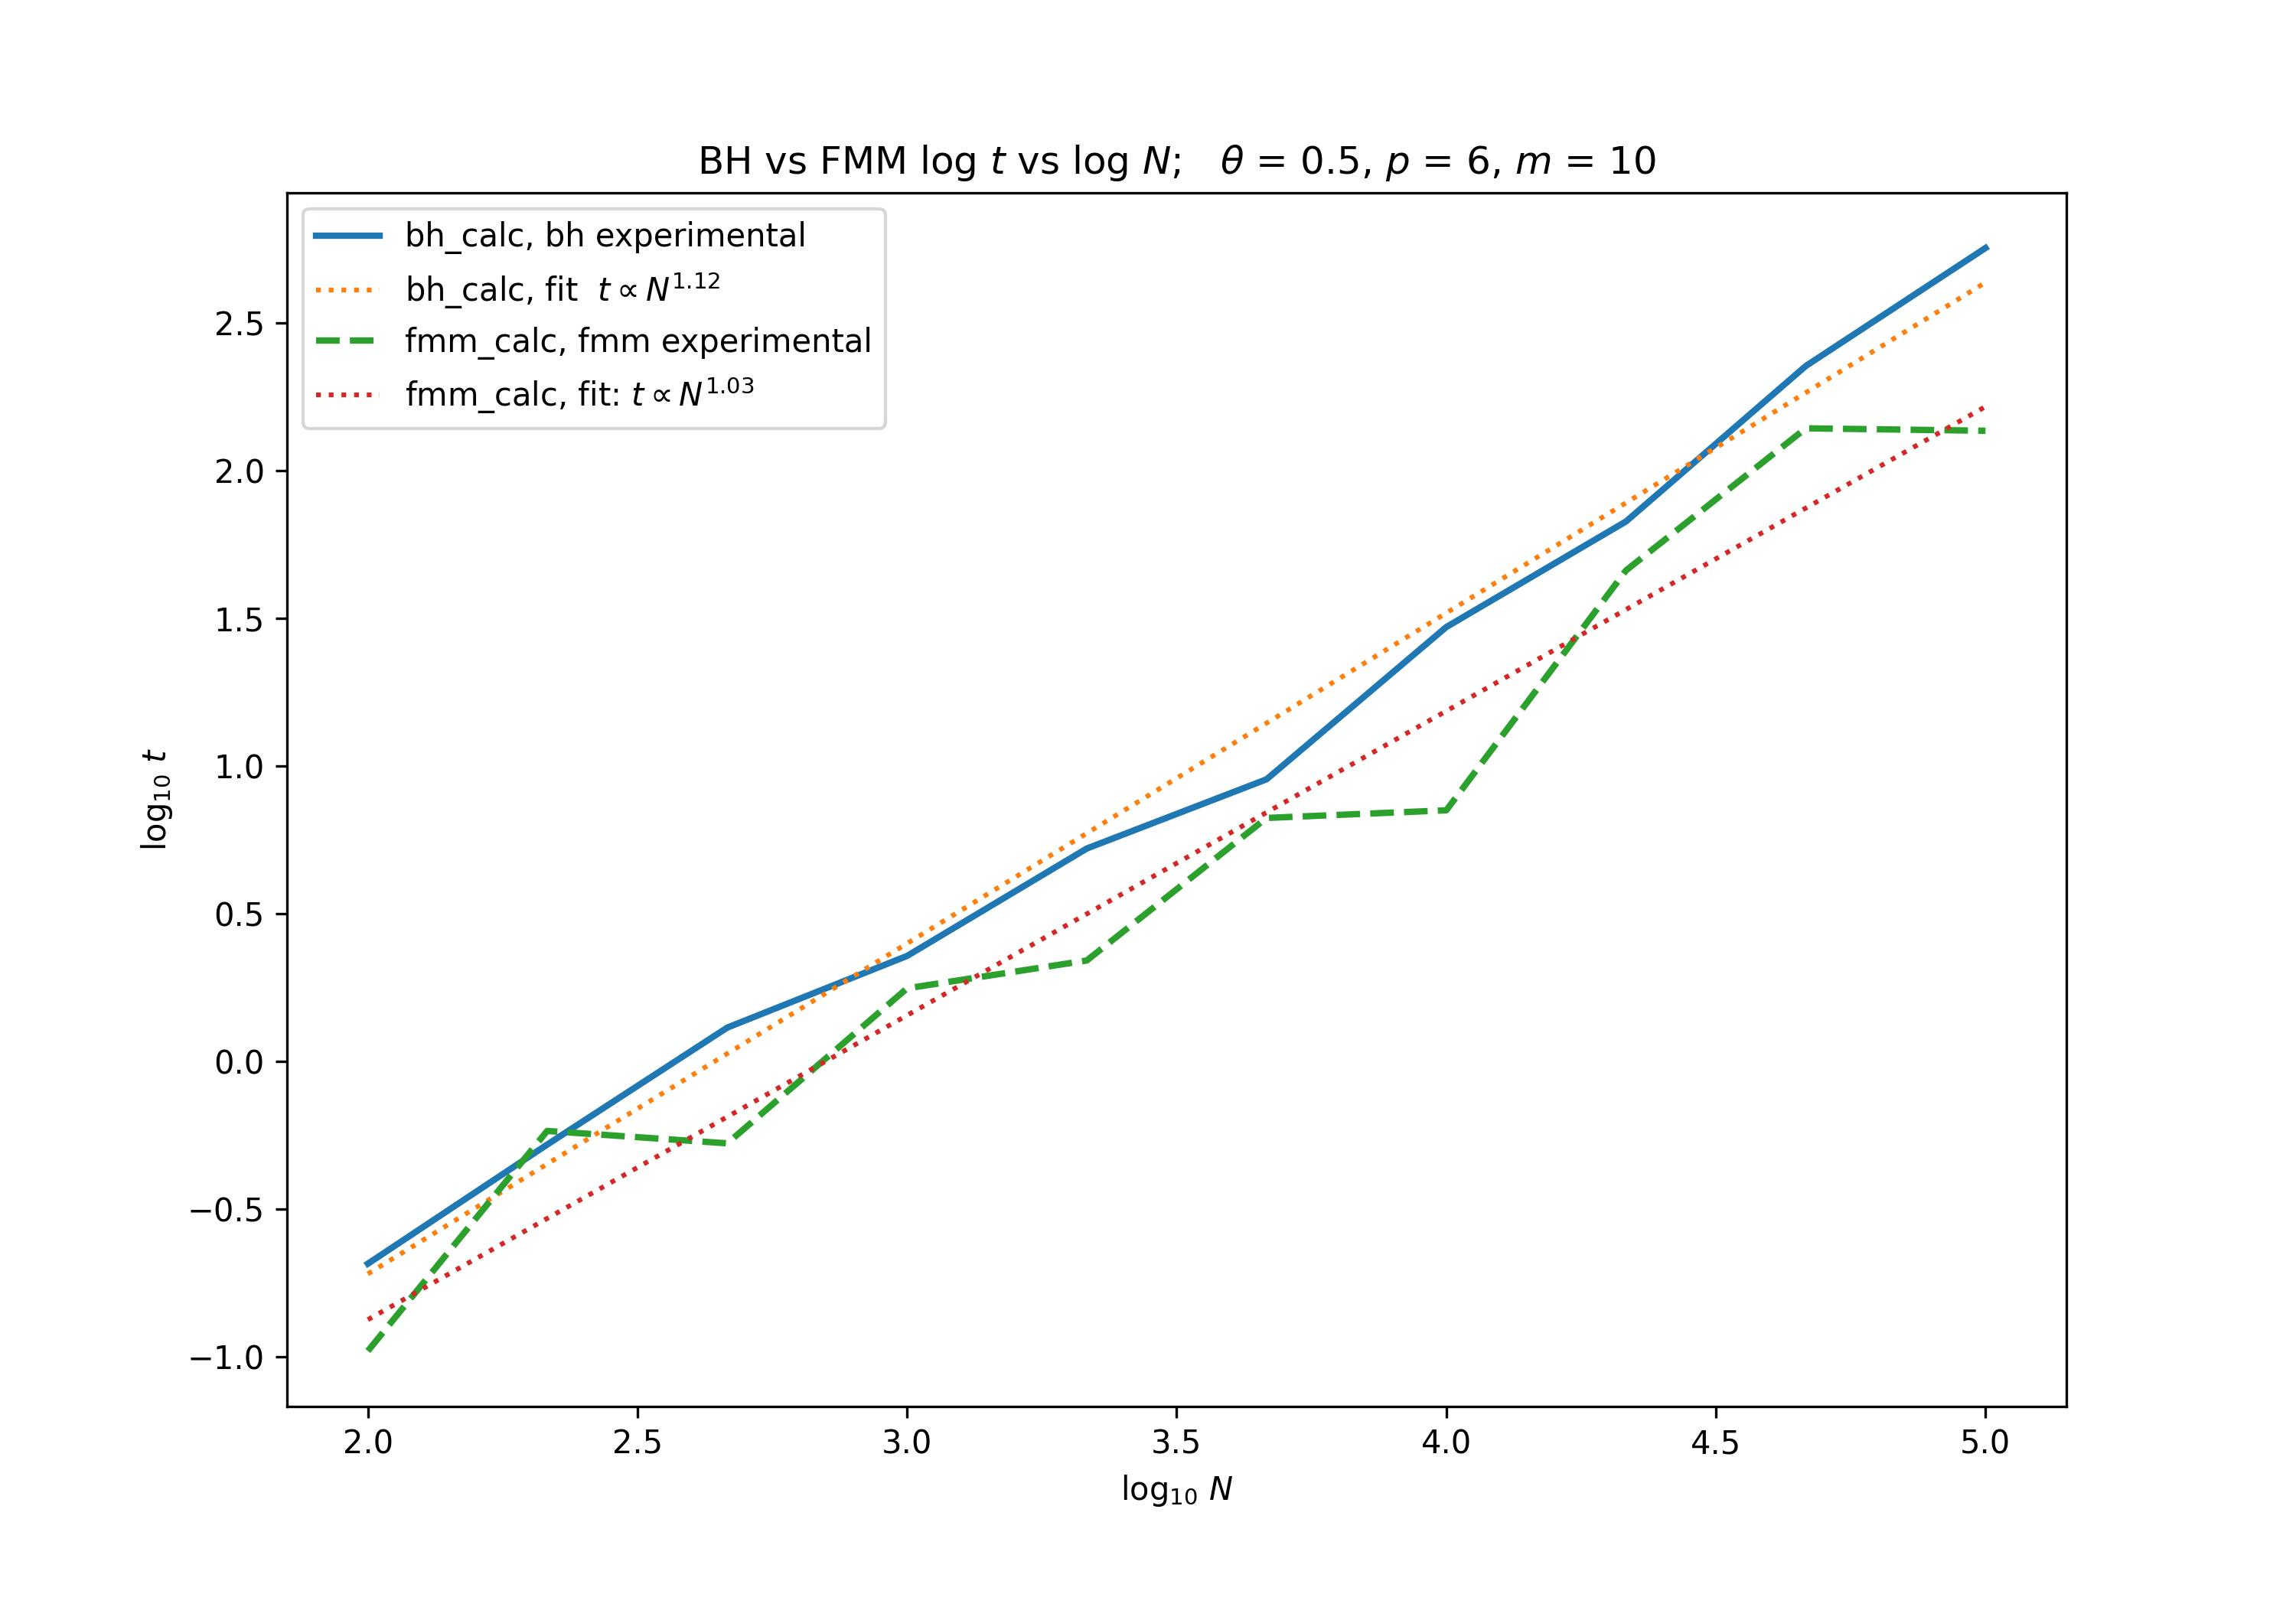 BH vs FMM log t vs log N;   θ = 0.5, p = 6, m = 10
bh_calc, bh experimental
bh_calc, fit  t ∝ N^1.12
fmm_calc, fmm experimental
fmm_calc, fit: t ∝ N^1.03
2.5
2.0
1.5
1.0
0.5
0.0
−0.5
−1.0
log₁₀ t
2.0 2.5 3.0 3.5 4.0 4.5 5.0
log₁₀ N